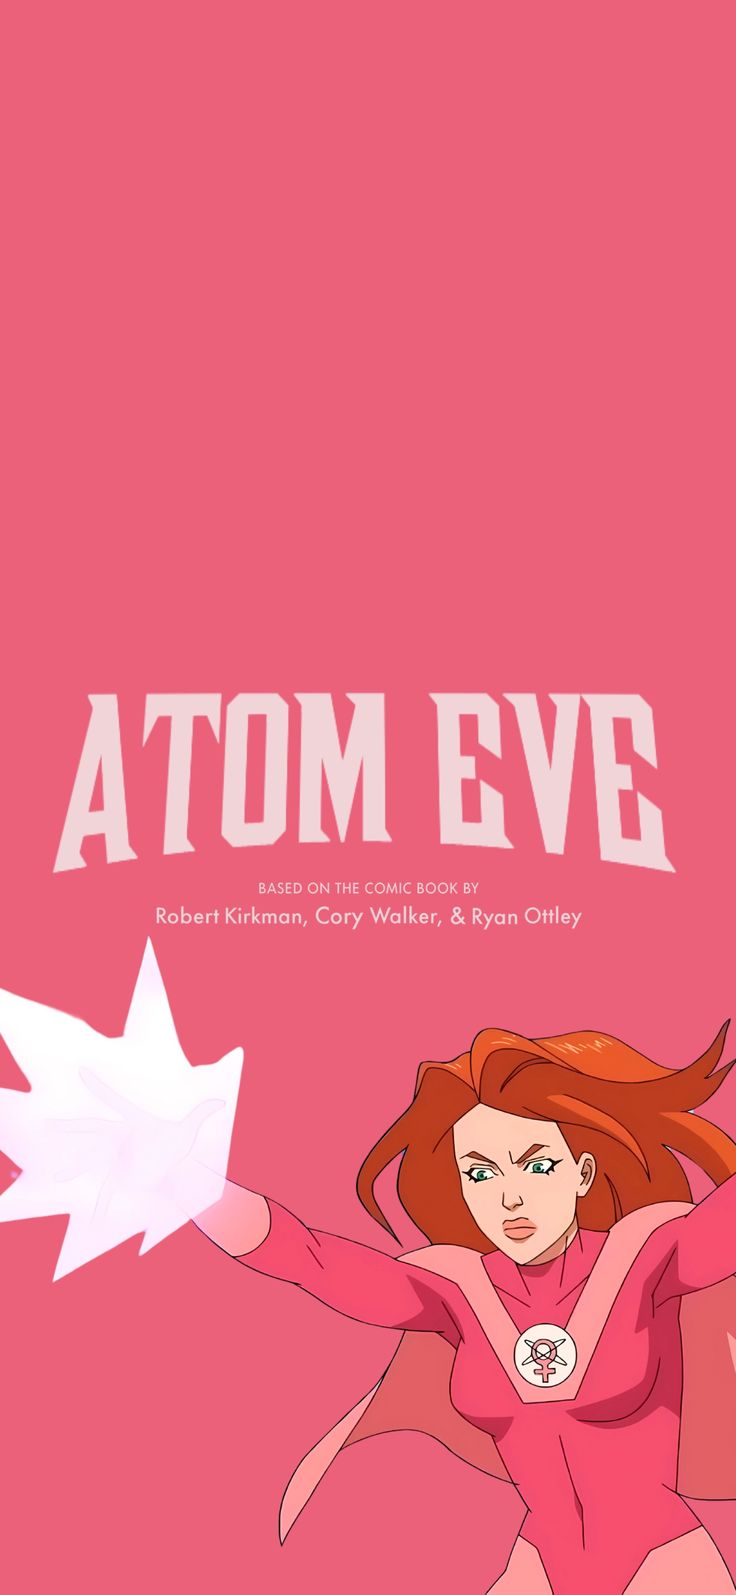 ATOM EVE
BASED ON THE COMIC BOOK BY
Robert Kirkman, Cory Walker, & Ryan Ottley